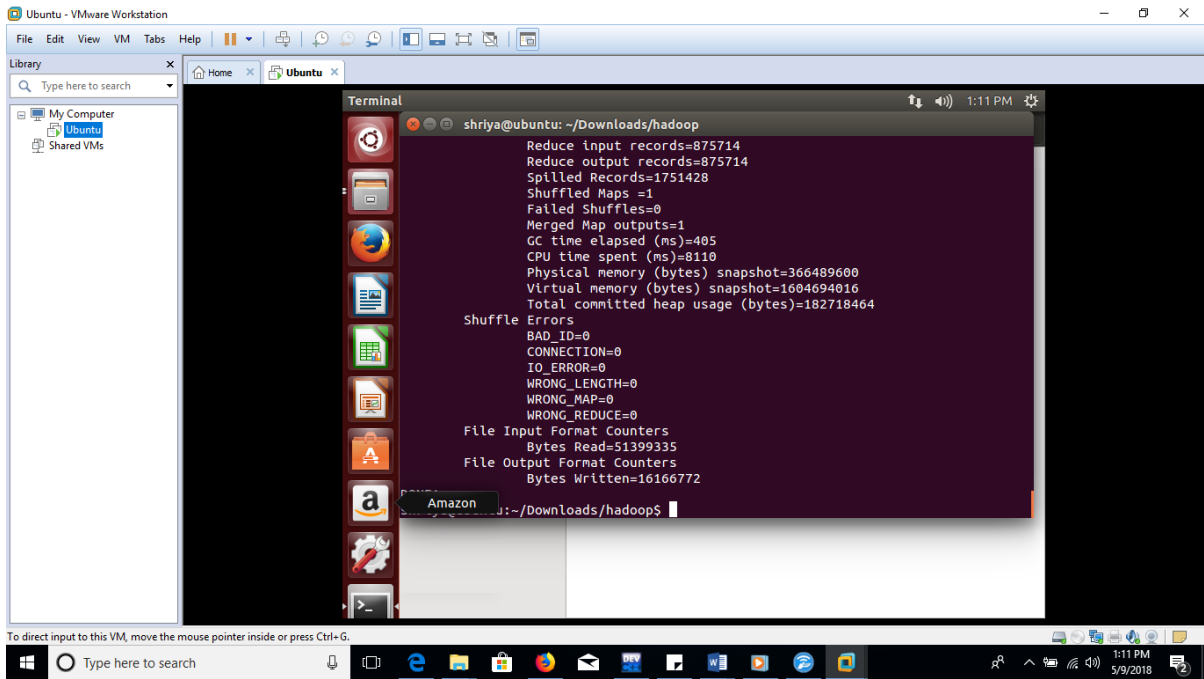 Ubuntu - VMware Workstation
File Edit View VM Tabs Help
Library
Type here to search
My Computer
Ubuntu
Shared VMs
Home
Ubuntu
Terminal 1:11 PM
shriya@ubuntu: ~/Downloads/hadoop
Reduce input records=875714
Reduce output records=875714
Spilled Records=1751428
Shuffled Maps =1
Failed Shuffles=0
Merged Map outputs=1
GC time elapsed (ms)=405
CPU time spent (ms)=8110
Physical memory (bytes) snapshot=366489600
Virtual memory (bytes) snapshot=1604694016
Total committed heap usage (bytes)=182718464
Shuffle Errors
BAD_ID=0
CONNECTION=0
IO_ERROR=0
WRONG_LENGTH=0
WRONG_MAP=0
WRONG_REDUCE=0
File Input Format Counters
Bytes Read=51399335
File Output Format Counters
Bytes Written=16166772
Amazon
:~/Downloads/hadoop$
To direct input to this VM, move the mouse pointer inside or press Ctrl+G.
Type here to search
DEV
1:11 PM
5/9/2018